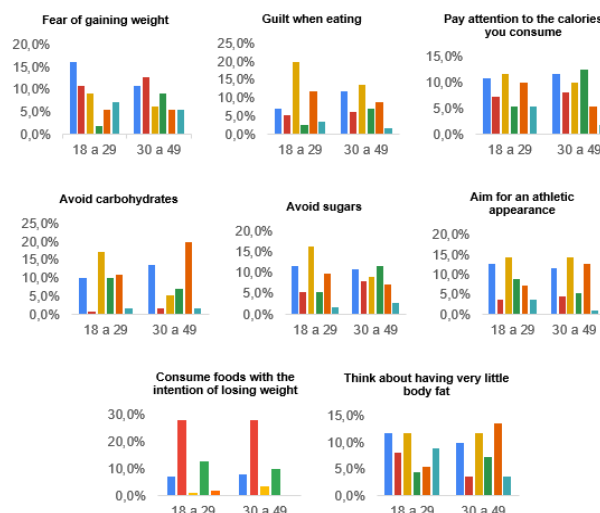 Fear of gaining weight
20,0%
15,0%
10,0%
5,0%
0,0%
18 a 29
30 a 49
Guilt when eating
25,0%
20,0%
15,0%
10,0%
5,0%
0,0%
18 a 29
30 a 49
Pay attention to the calories
you consume
15,0%
10,0%
5,0%
0,0%
18 a 29
30 a 49
Avoid carbohydrates
25,0%
20,0%
15,0%
10,0%
5,0%
0,0%
18 a 29
30 a 49
Avoid sugars
20,0%
15,0%
10,0%
5,0%
0,0%
18 a 29
30 a 49
Aim for an athletic
appearance
20,0%
15,0%
10,0%
5,0%
0,0%
18 a 29
30 a 49
Consume foods with the
intention of losing weight
30,0%
20,0%
10,0%
0,0%
18 a 29
30 a 49
Think about having very little
body fat
15,0%
10,0%
5,0%
0,0%
18 a 29
30 a 49